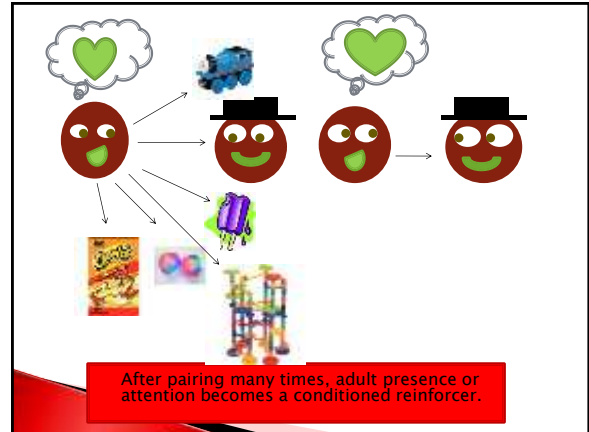 After pairing many times, adult presence or
attention becomes a conditioned reinforcer.